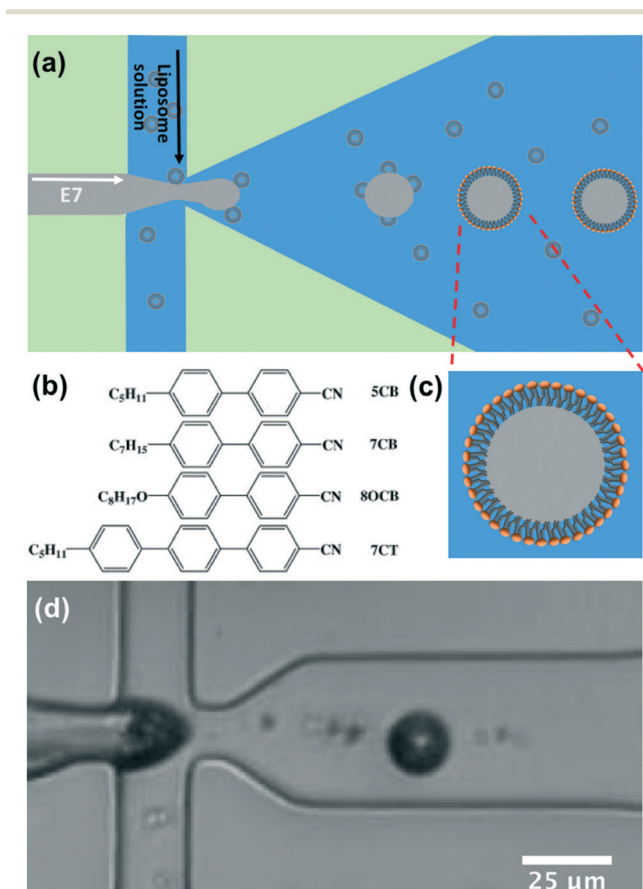 (a)
Liposome
solution
E7
(b)
C₅H₁₁ CN 5CB
C₇H₁₅ CN 7CB
C₈H₁₇O CN 8OCB
C₅H₁₁ CN 7CT
(c)
(d)
25 μm